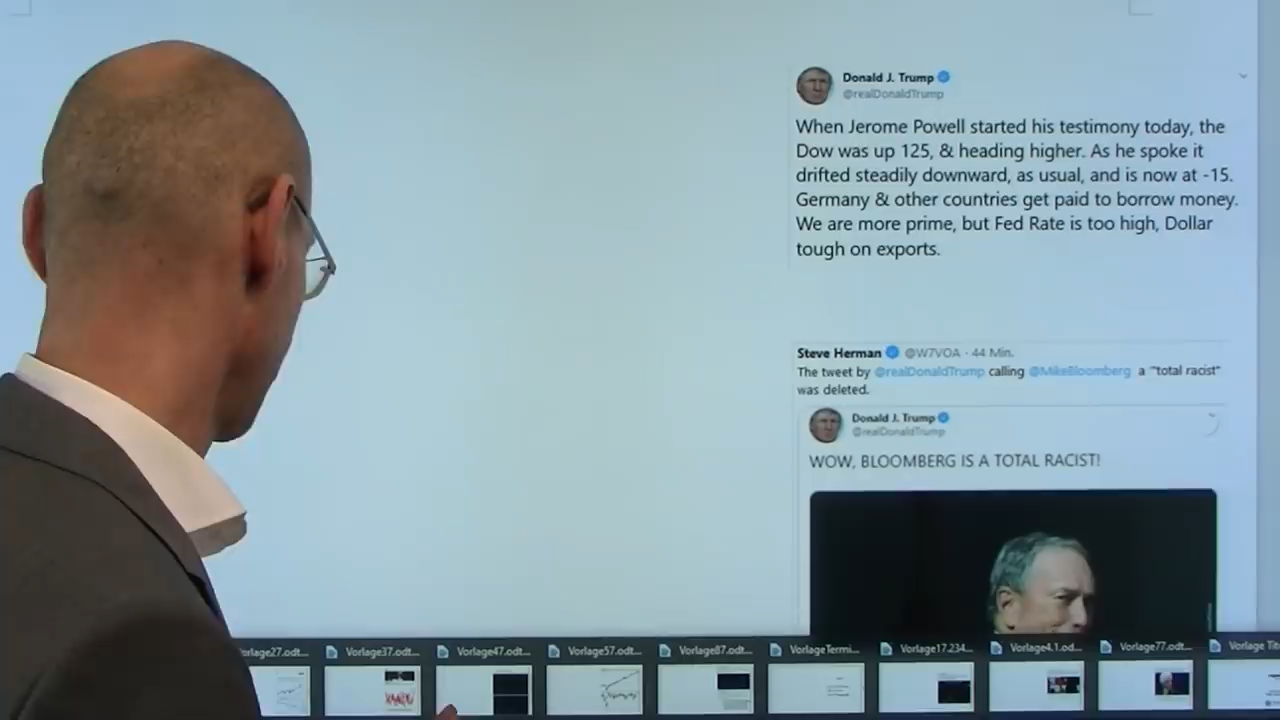 Donald J. Trump
@realDonaldTrump
When Jerome Powell started his testimony today, the
Dow was up 125, & heading higher. As he spoke it
drifted steadily downward, as usual, and is now at -15.
Germany & other countries get paid to borrow money.
We are more prime, but Fed Rate is too high, Dollar
tough on exports.
Steve Herman @W7VOA · 44 Min.
The tweet by @realDonaldTrump calling @MikeBloomberg a "total racist"
was deleted.
Donald J. Trump
@realDonaldTrump
WOW, BLOOMBERG IS A TOTAL RACIST!
Vorlage37.odt...
Vorlage47.odt...
Vorlage57.odt...
Vorlage87.odt...
VorlageTermi...
Vorlage17.234...
Vorlage4.1.od...
Vorlage77.odt...